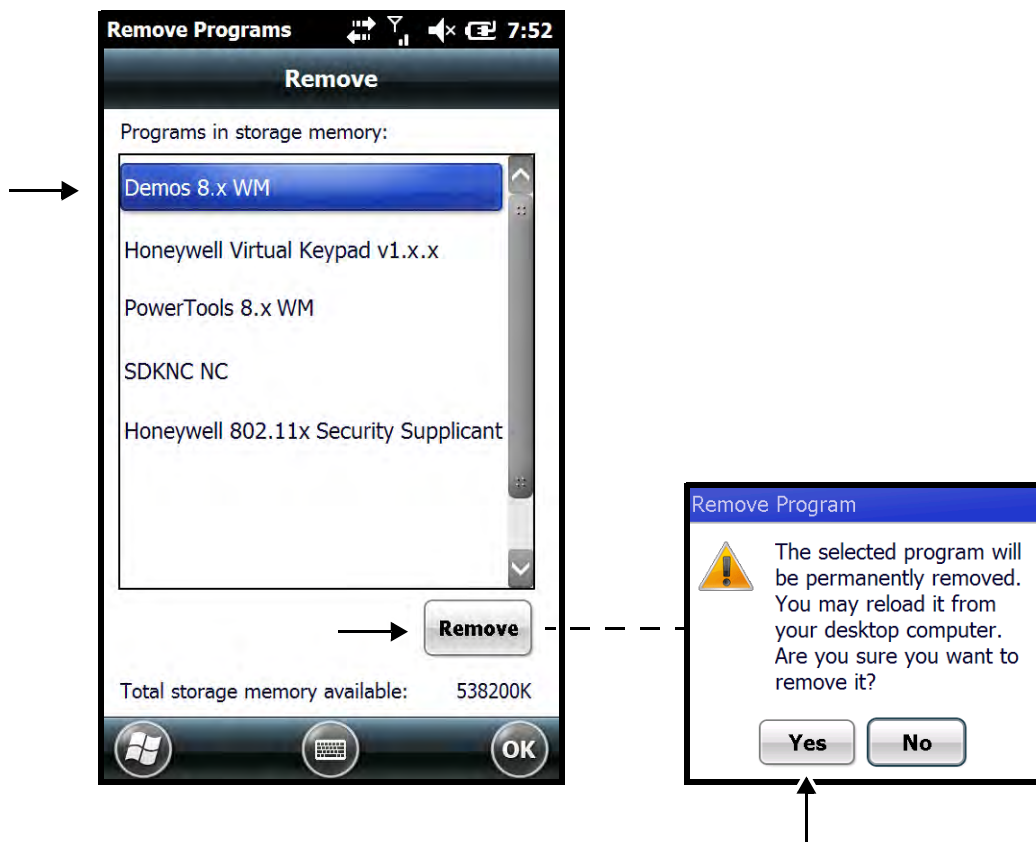 Remove Programs 7:52
Remove
Programs in storage memory:
Demos 8.x WM
Honeywell Virtual Keypad v1.x.x
PowerTools 8.x WM
SDKNC NC
Honeywell 802.11x Security Supplicant
Remove
Total storage memory available: 538200K
OK
Remove Program
The selected program will
be permanently removed.
You may reload it from
your desktop computer.
Are you sure you want to
remove it?
Yes No